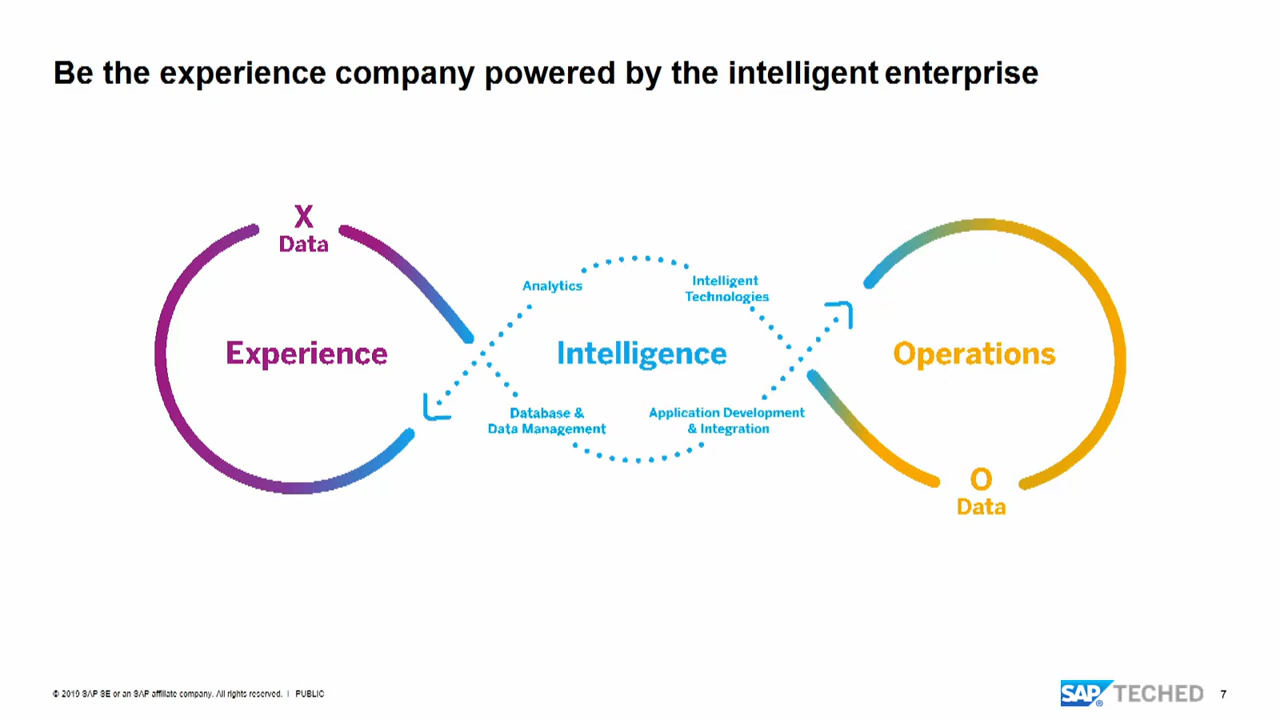 Be the experience company powered by the intelligent enterprise
X
Data
Experience
Analytics
Intelligent
Technologies
Intelligence
Database &
Data Management
Application Development
& Integration
Operations
O
Data
© 2019 SAP SE or an SAP affiliate company. All rights reserved. | PUBLIC
SAP® TECHED 7